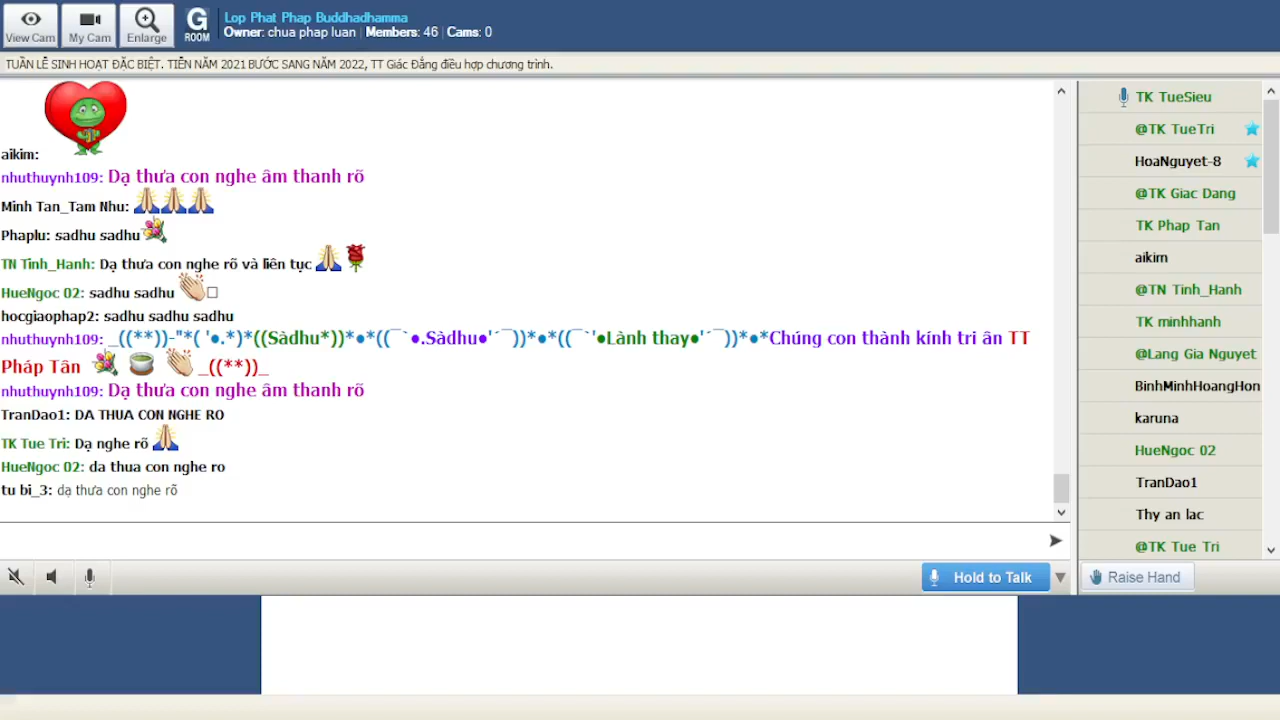 View Cam
My Cam
Enlarge
G
ROOM
Lop Phat Phap Buddhadhamma
Owner: chua phap luan | Members: 46 | Cams: 0
TUẦN LỄ SINH HOẠT ĐẶC BIỆT. TIỄN NĂM 2021 BƯỚC SANG NĂM 2022, TT Giác Đẳng điều hợp chương trình.
aikim:
nhuthuynh109: Dạ thưa con nghe âm thanh rõ
Minh Tan_Tam Nhu:
Phaplu: sadhu sadhu
TN Tinh_Hanh: Dạ thưa con nghe rõ và liên tục
HueNgoc 02: sadhu sadhu
hocgiaophap2: sadhu sadhu sadhu
nhuthuynh109: _((**))-"*( '●.*)*((Sàdhu*))*●*((¯`●.Sàdhu●'´¯))*●*((¯`'●Lành thay●'´¯))*●*Chúng con thành kính tri ân TT
Pháp Tân _((**))_
nhuthuynh109: Dạ thưa con nghe âm thanh rõ
TranDao1: DA THUA CON NGHE RO
TK Tue Tri: Dạ nghe rõ
HueNgoc 02: da thua con nghe ro
tu bi_3: dạ thưa con nghe rõ
Hold to Talk
TK TueSieu
@TK TueTri
HoaNguyet-8
@TK Giac Dang
TK Phap Tan
aikim
@TN Tinh_Hanh
TK minhhanh
@Lang Gia Nguyet
BinhMinhHoangHon
karuna
HueNgoc 02
TranDao1
Thy an lac
@TK Tue Tri
Raise Hand